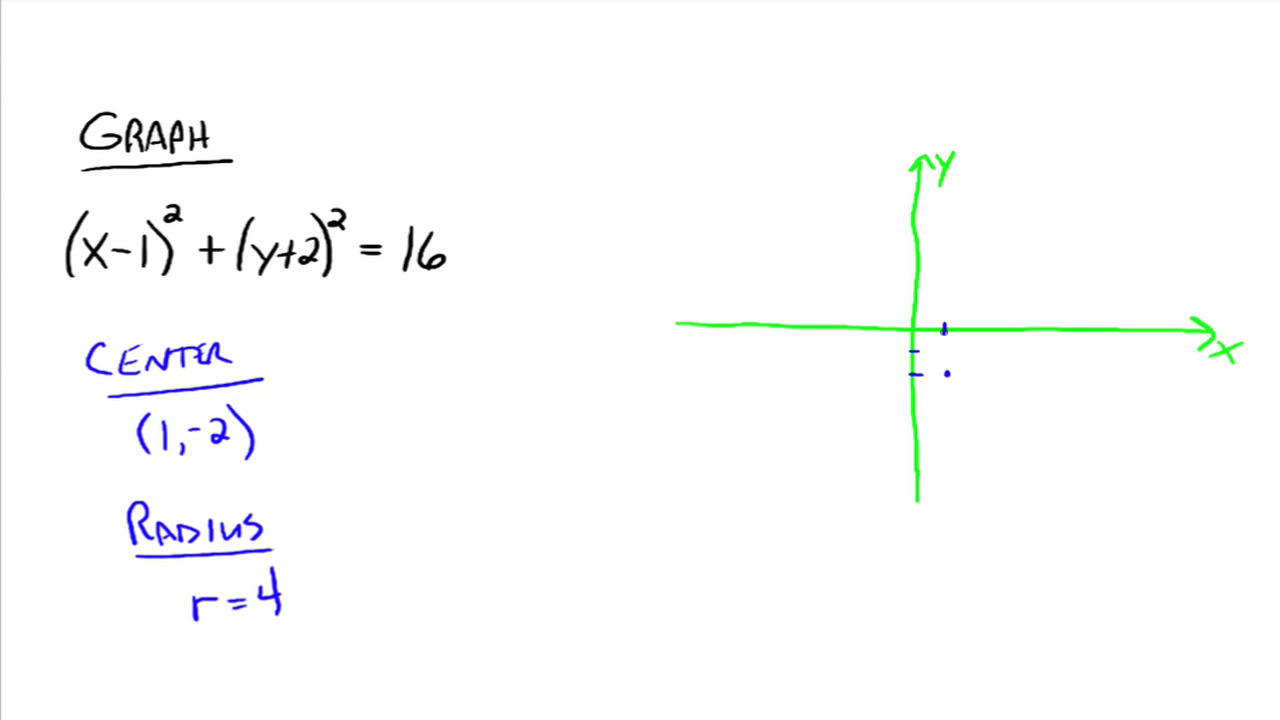 GRAPH
(x-1)² + (y+2)² = 16
CENTER
(1,-2)
RADIUS
r = 4
y
x